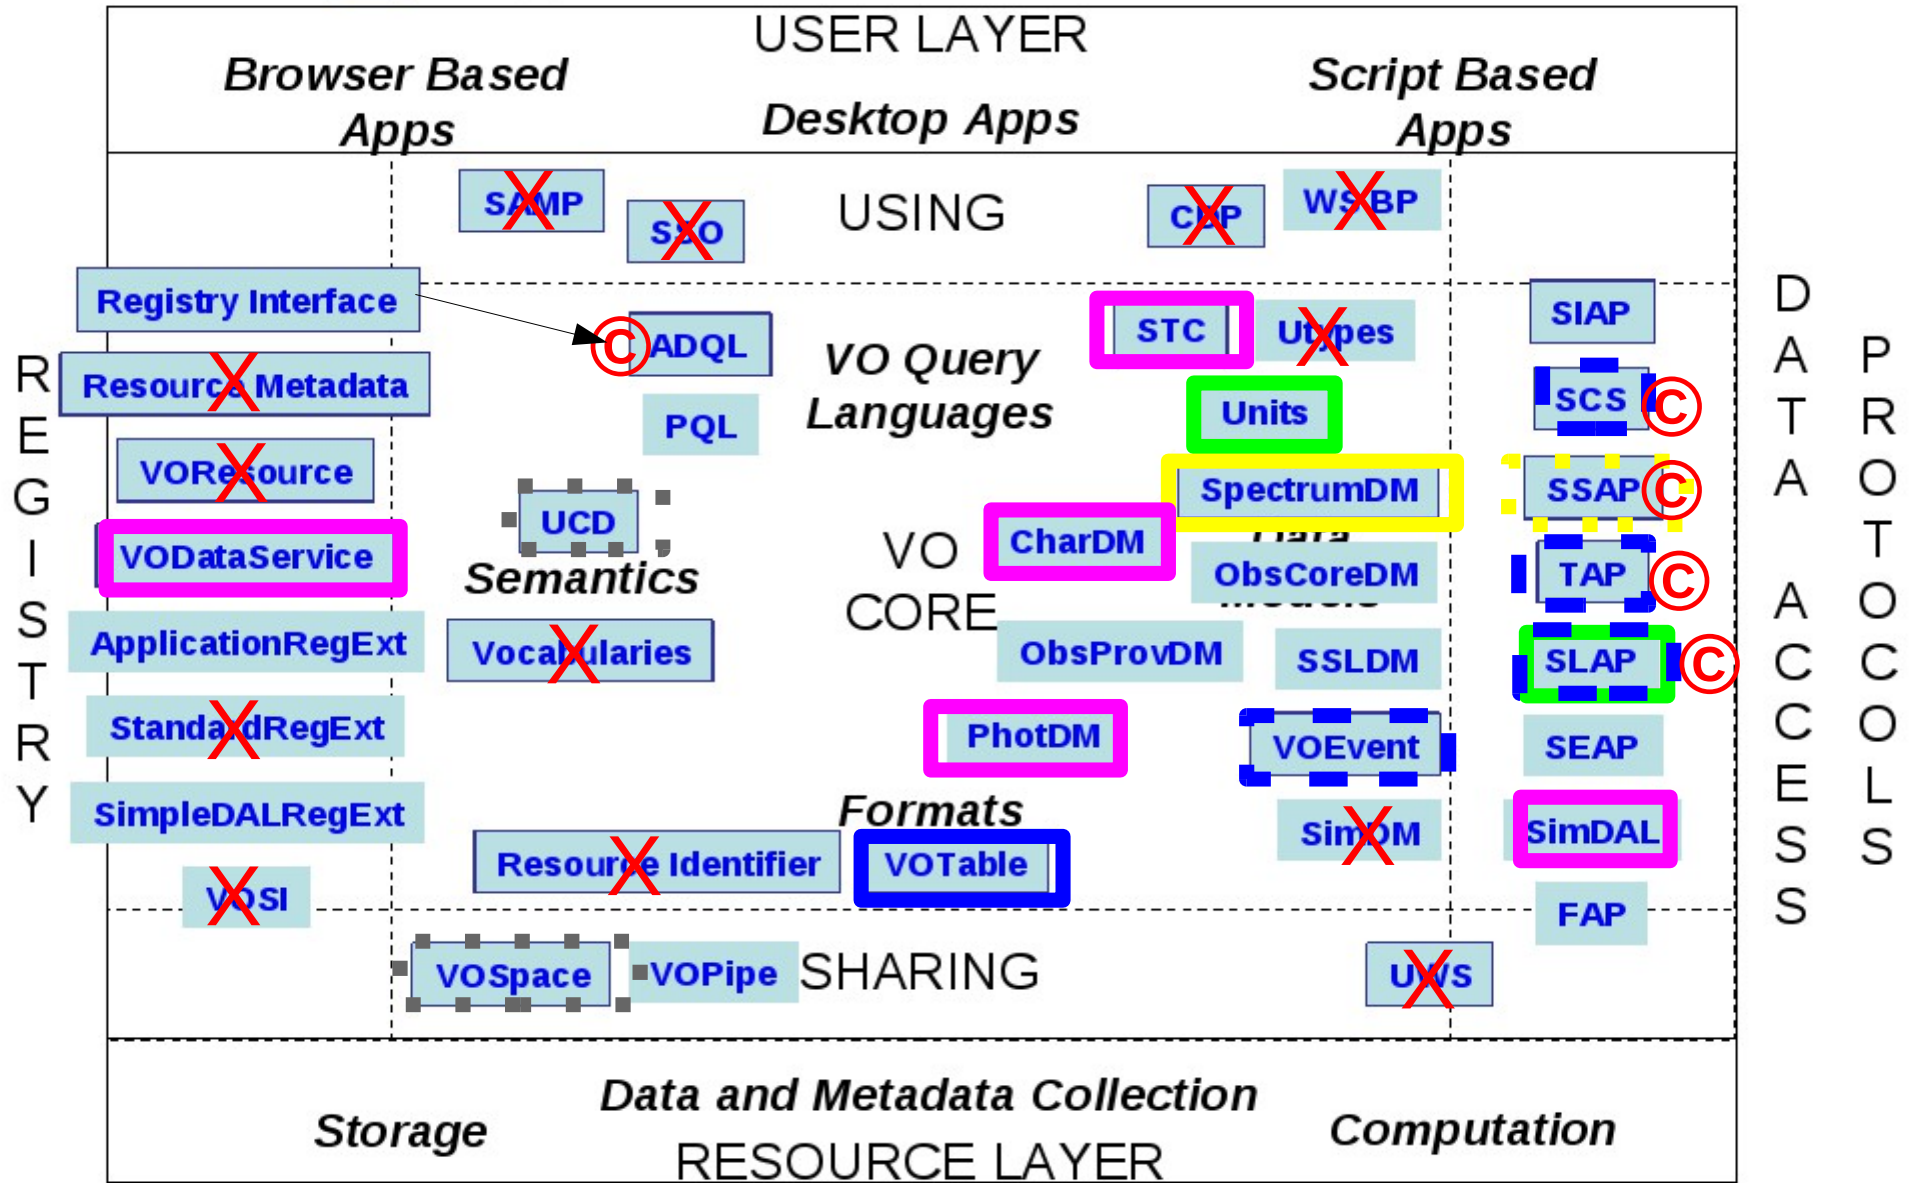 USER LAYER
Browser Based
Apps
Desktop Apps
Script Based
Apps
SAMP
X
SSO
X
USING
CDP
X
WSBP
X
R
E
G
I
S
T
R
Y
Registry Interface
Resource Metadata
X
VOResource
X
VODataService
ApplicationRegExt
StandardRegExt
X
SimpleDALRegExt
VOSI
X
© ADQL
PQL
VO Query
Languages
UCD
Semantics
Vocabularies
X
VO
CORE
STC
Utypes
X
Units
SpectrumDM
CharDM
Data
Models
ObsCoreDM
ObsProvDM
SSLDM
PhotDM
VOEvent
Formats
SimDM
X
Resource Identifier
X
VOTable
SIAP
SCS ©
SSAP ©
TAP ©
SLAP ©
SEAP
SimDAL
FAP
VOSpace
VOPipe
SHARING
UWS
X
D
A
T
A
A
C
C
E
S
S
P
R
O
T
O
C
O
L
S
Data and Metadata Collection
Storage
Computation
RESOURCE LAYER